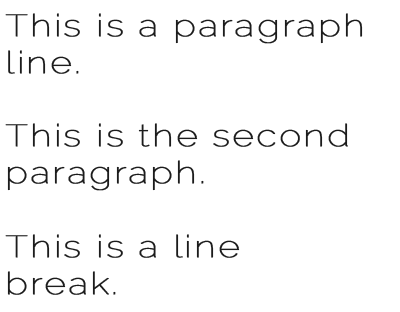 This is a paragraph
line.
This is the second
paragraph.
This is a line
break.